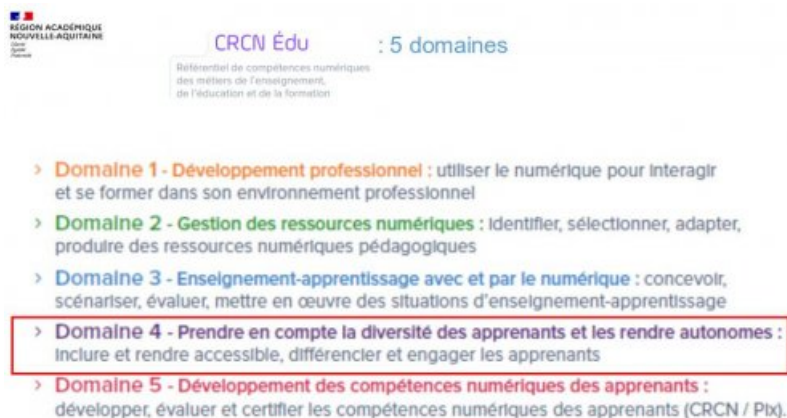 RÉGION ACADÉMIQUE
NOUVELLE-AQUITAINE
Liberté
Égalité
Fraternité
CRCN Édu : 5 domaines
Référentiel de compétences numériques
des métiers de l'enseignement,
de l'éducation et de la formation
> Domaine 1 - Développement professionnel : utiliser le numérique pour interagir
et se former dans son environnement professionnel
> Domaine 2 - Gestion des ressources numériques : identifier, sélectionner, adapter,
produire des ressources numériques pédagogiques
> Domaine 3 - Enseignement-apprentissage avec et par le numérique : concevoir,
scénariser, évaluer, mettre en œuvre des situations d'enseignement-apprentissage
> Domaine 4 - Prendre en compte la diversité des apprenants et les rendre autonomes :
inclure et rendre accessible, différencier et engager les apprenants
> Domaine 5 - Développement des compétences numériques des apprenants :
développer, évaluer et certifier les compétences numériques des apprenants (CRCN / Pix).